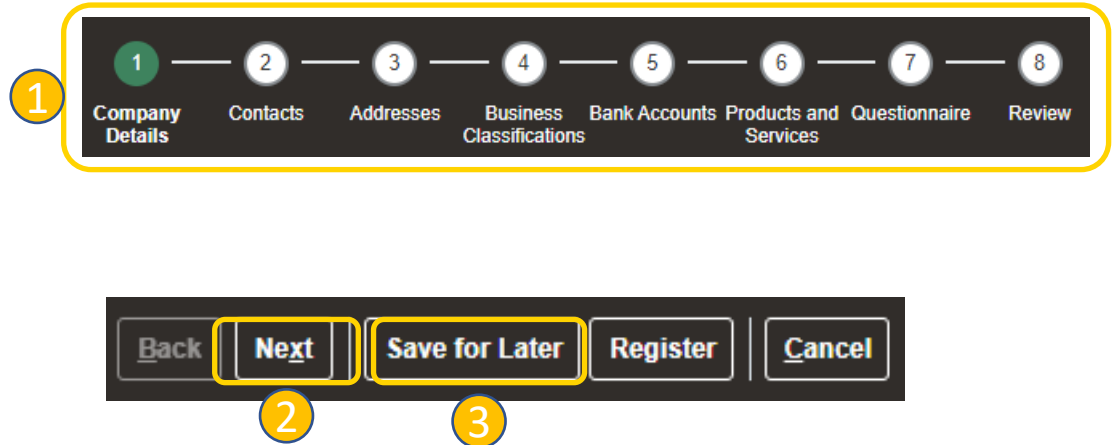 1
1 2 3 4 5 6 7 8
Company Contacts Addresses Business Bank Accounts Products and Questionnaire Review
Details Classifications Services
Back Next Save for Later Register Cancel
2 3